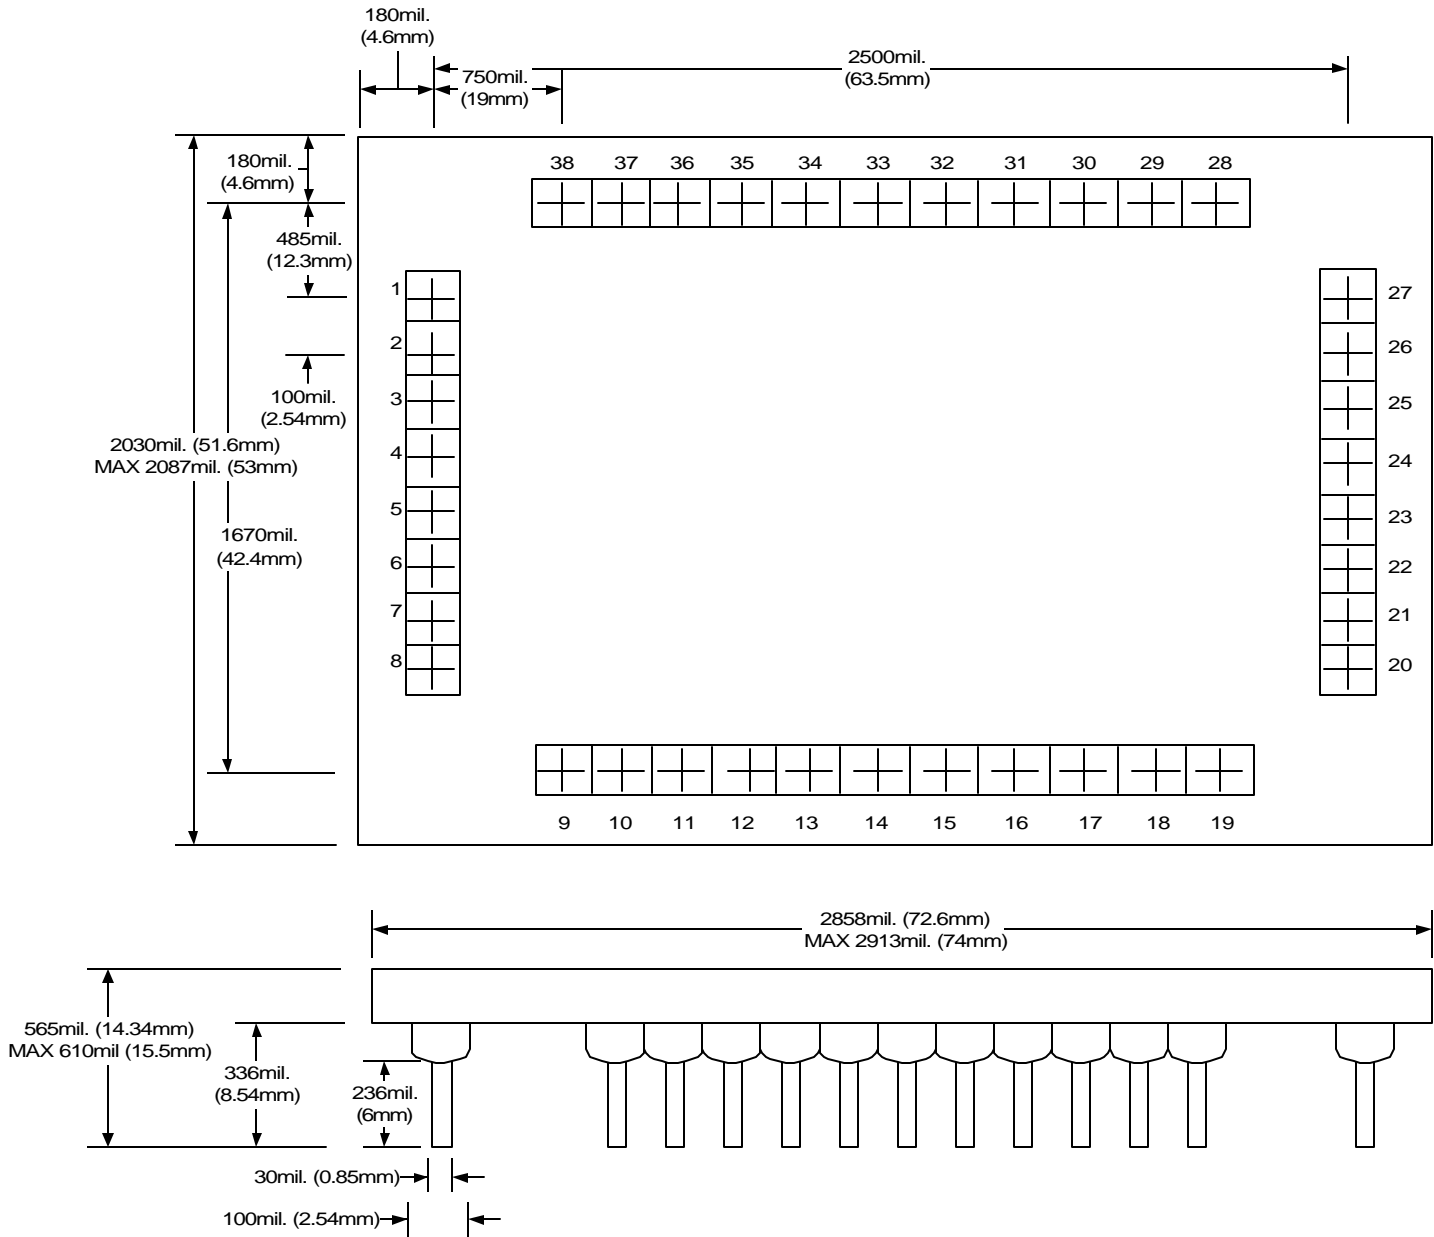 180mil.
(4.6mm)
2500mil.
(63.5mm)
750mil.
(19mm)
180mil.
(4.6mm)
38 37 36 35 34 33 32 31 30 29 28
485mil.
(12.3mm)
1
27
2
26
100mil.
(2.54mm)
3
25
2030mil. (51.6mm)
MAX 2087mil. (53mm)
4
24
5
23
1670mil.
(42.4mm)
6
22
7
21
8
20
9 10 11 12 13 14 15 16 17 18 19
2858mil. (72.6mm)
MAX 2913mil. (74mm)
565mil. (14.34mm)
MAX 610mil (15.5mm)
336mil.
(8.54mm)
236mil.
(6mm)
30mil. (0.85mm)
100mil. (2.54mm)